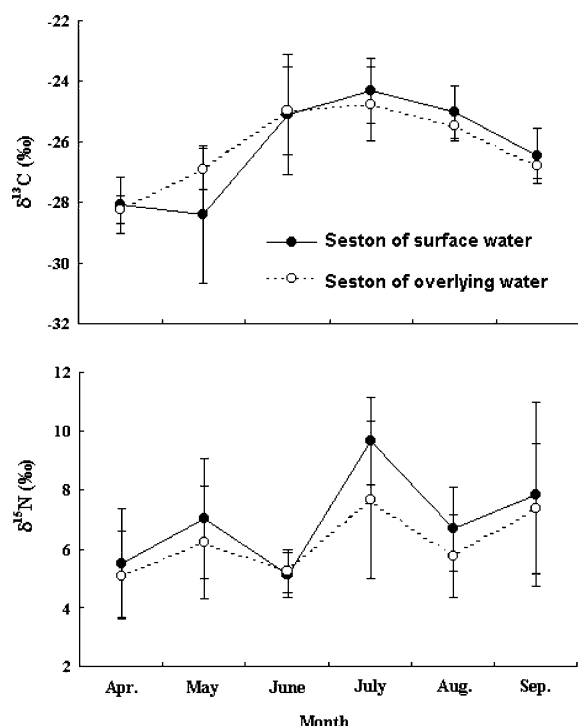 -22
-24
-26
-28
-30
-32
δ¹³C (‰)
Seston of surface water
Seston of overlying water
12
10
8
6
4
2
δ¹⁵N (‰)
Apr. May June July Aug. Sep.
Month